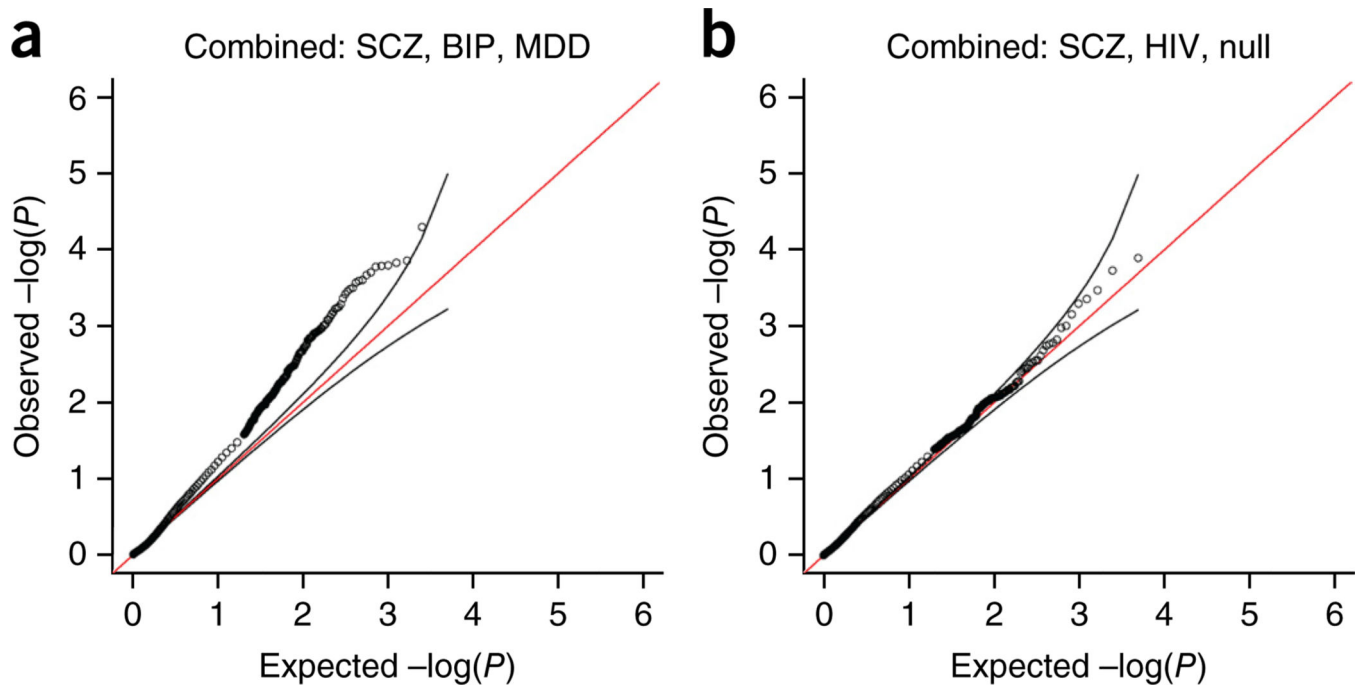 a
Combined: SCZ, BIP, MDD
Observed –log(P)
6
5
4
3
2
1
0
0 1 2 3 4 5 6
Expected –log(P)
b
Combined: SCZ, HIV, null
Observed –log(P)
6
5
4
3
2
1
0
0 1 2 3 4 5 6
Expected –log(P)